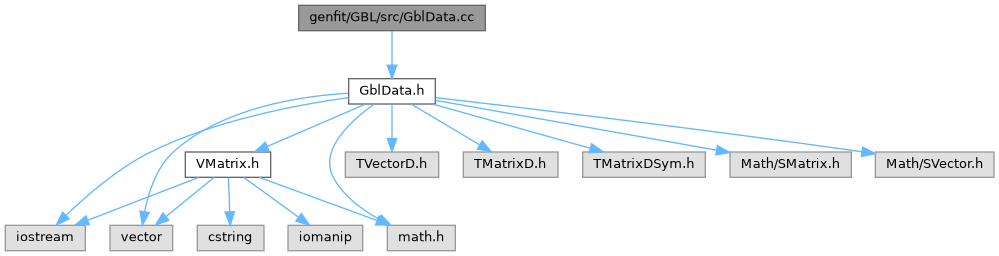 genfit/GBL/src/GblData.cc
GblData.h
VMatrix.h
TVectorD.h
TMatrixD.h
TMatrixDSym.h
Math/SMatrix.h
Math/SVector.h
iostream
vector
cstring
iomanip
math.h